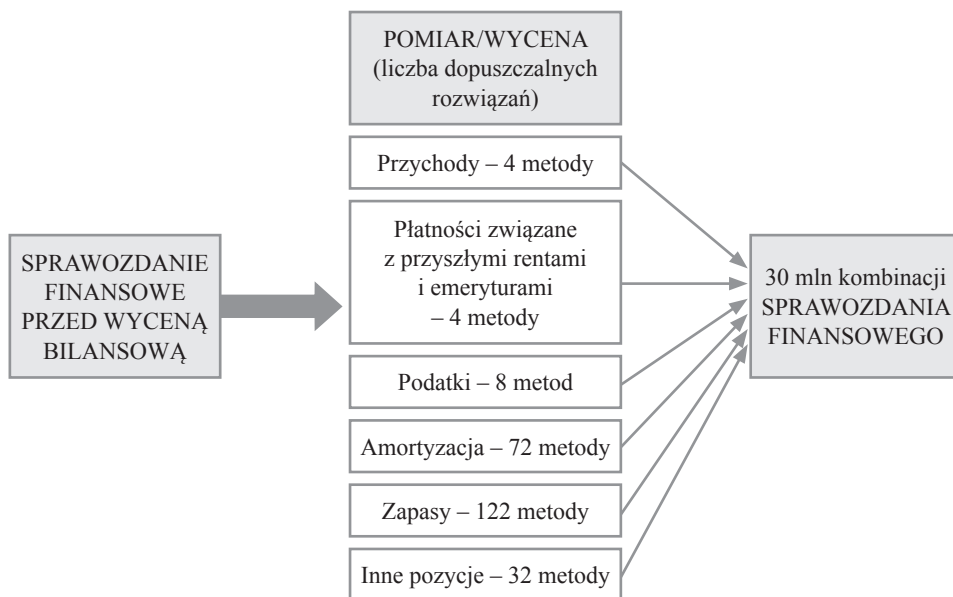 POMIAR/WYCENA
(liczba dopuszczalnych
rozwiązań)
Przychody – 4 metody
Płatności związane
z przyszłymi rentami
i emeryturami
– 4 metody
Podatki – 8 metod
Amortyzacja – 72 metody
Zapasy – 122 metody
Inne pozycje – 32 metody
SPRAWOZDANIE
FINANSOWE
PRZED WYCENĄ
BILANSOWĄ
30 mln kombinacji
SPRAWOZDANIA
FINANSOWEGO